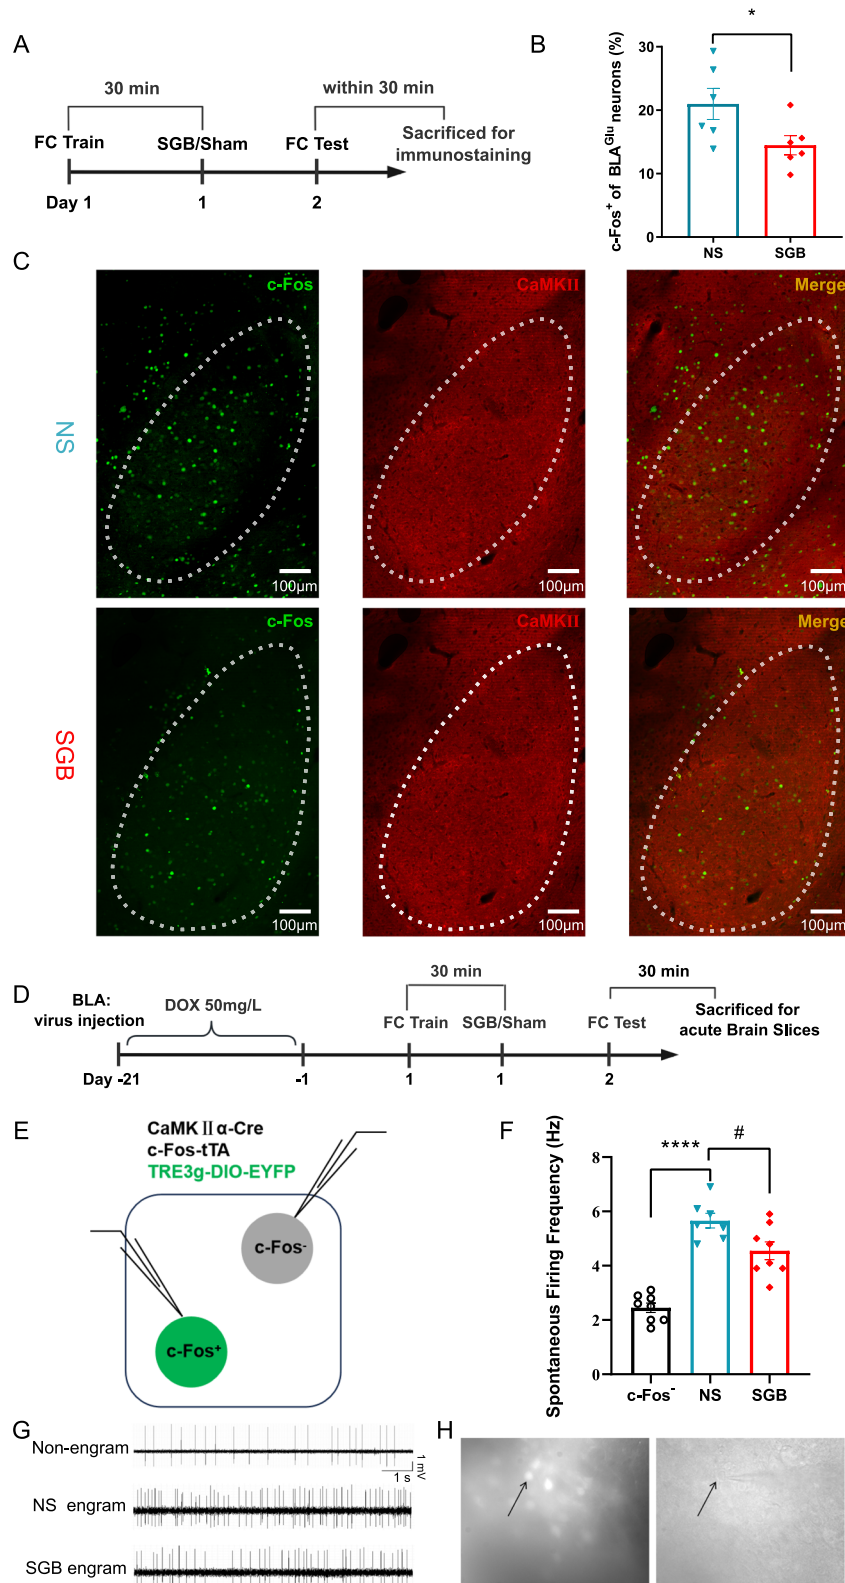 A
30 min
within 30 min
FC Train
SGB/Sham
FC Test
Sacrificed for
immunostaining
Day 1
1
2
B
*
c-Fos⁺ of BLAᴳˡᵘ neurons (%)
30
20
10
0
NS
SGB
C
c-Fos
CaMKII
Merge
NS
100μm
100μm
100μm
c-Fos
CaMKII
Merge
SGB
100μm
100μm
100μm
D
BLA:
virus injection
DOX 50mg/L
30 min
30 min
FC Train
SGB/Sham
FC Test
Sacrificed for
acute Brain Slices
Day -21
-1
1
1
2
E
CaMK II α-Cre
c-Fos-tTA
TRE3g-DIO-EYFP
c-Fos⁻
c-Fos⁺
F
Spontaneous Firing Frequency (Hz)
****
#
8
6
4
2
0
c-Fos⁻
NS
SGB
G
Non-engram
1 mV
1 s
NS engram
SGB engram
H